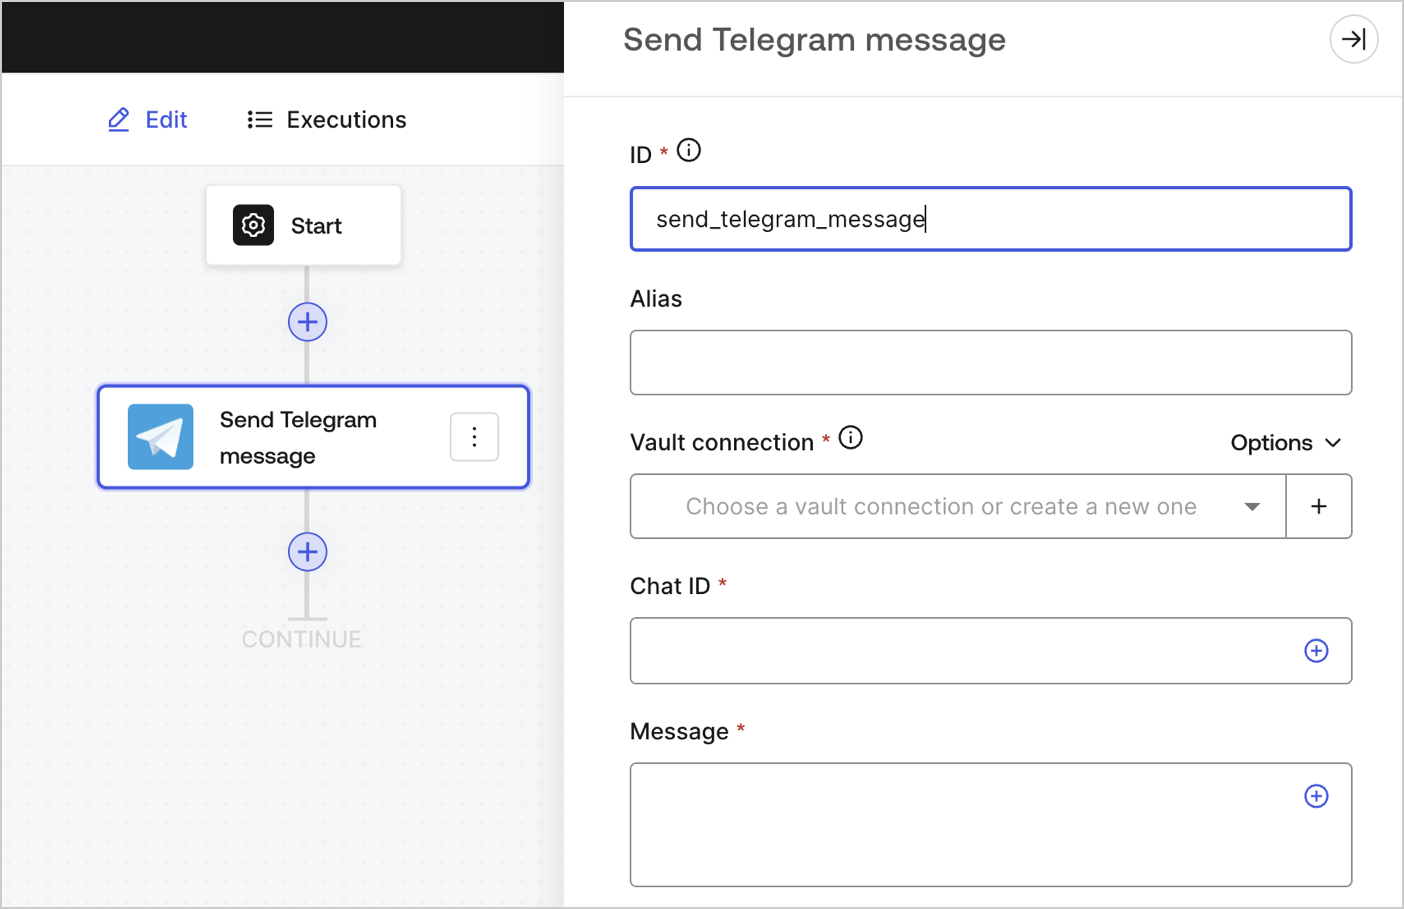 Send Telegram message
Edit
Executions
Start
Send Telegram
message
CONTINUE
ID *
send_telegram_message
Alias
Vault connection *
Options
Choose a vault connection or create a new one
Chat ID *
Message *